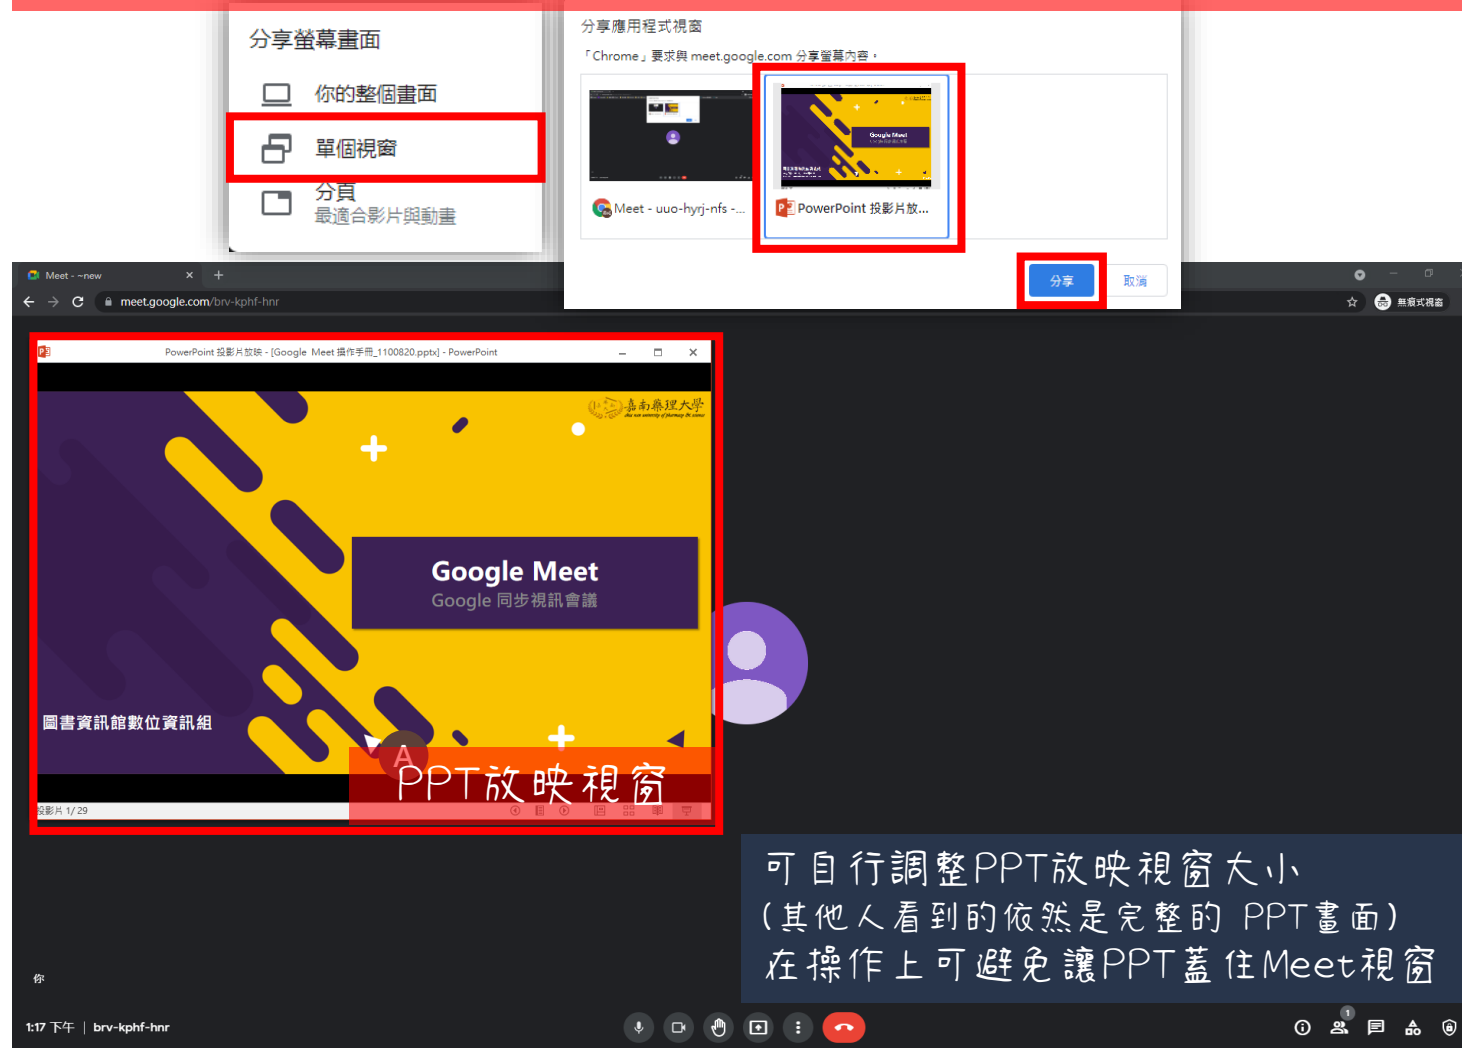 分享螢幕畫面
你的整個畫面
單個視窗
分頁
最適合影片與動畫
分享應用程式視窗
「Chrome」要求與 meet.google.com 分享螢幕內容。
Meet - uuo-hyrj-nfs -...
PowerPoint 投影片放...
分享
取消
Meet - ~new
meet.google.com/brv-kphf-hnr
無痕式視窗
PowerPoint 投影片放映 - [Google Meet 操作手冊_1100820.pptx] - PowerPoint
嘉南藥理大學
Google Meet
Google 同步視訊會議
圖書資訊館數位資訊組
A
PPT放映視窗
投影片 1/29
可自行調整PPT放映視窗大小
(其他人看到的依然是完整的 PPT畫面)
在操作上可避免讓PPT蓋住Meet視窗
你
1:17 下午 | brv-kphf-hnr
1